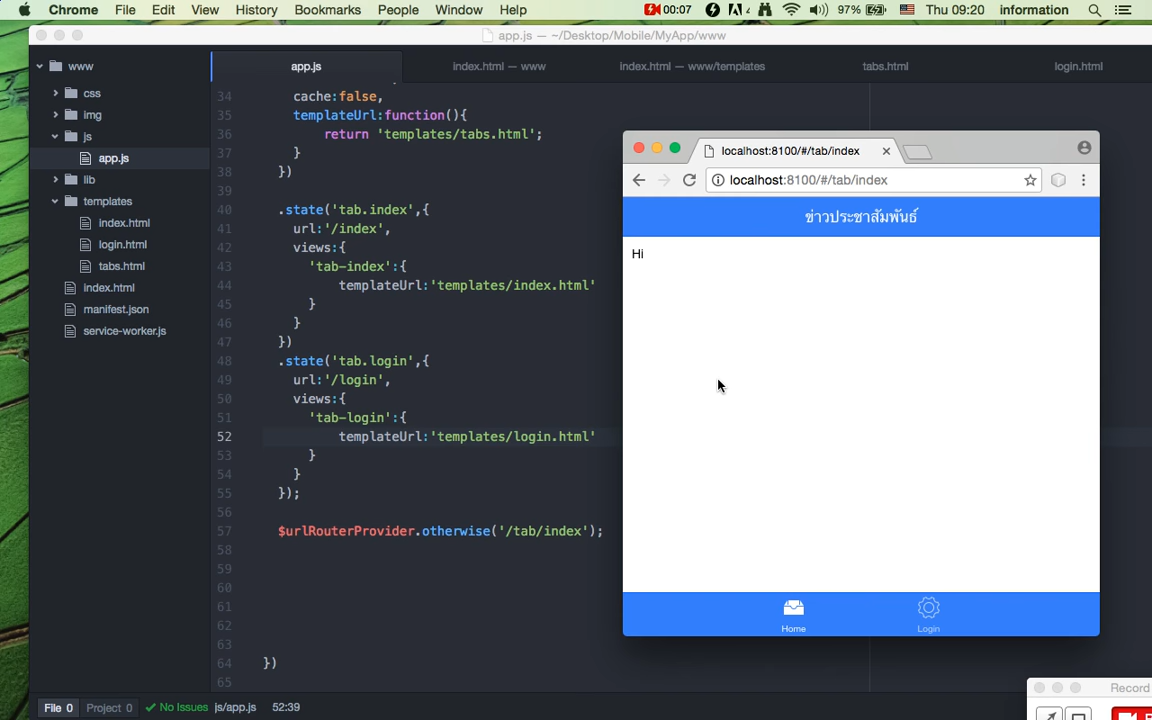 Chrome File Edit View History Bookmarks People Window Help 00:07 4 97% Thu 09:20 information
app.js — ~/Desktop/Mobile/MyApp/www
www
css
img
js
app.js
lib
templates
index.html
login.html
tabs.html
index.html
manifest.json
service-worker.js
app.js index.html — www index.html — www/templates tabs.html login.html
34 cache:false,
35 templateUrl:function(){
36 return 'templates/tabs.html';
37 }
38 })
39
40 .state('tab.index',{
41 url:'/index',
42 views:{
43 'tab-index':{
44 templateUrl:'templates/index.html'
45 }
46 }
47 })
48 .state('tab.login',{
49 url:'/login',
50 views:{
51 'tab-login':{
52 templateUrl:'templates/login.html'
53 }
54 }
55 });
56
57 $urlRouterProvider.otherwise('/tab/index');
58
59
60
61
62
63
64 })
65
localhost:8100/#/tab/index
localhost:8100/#/tab/index
ข่าวประชาสัมพันธ์
Hi
Home Login
Record
File 0 Project 0 No Issues js/app.js 52:39